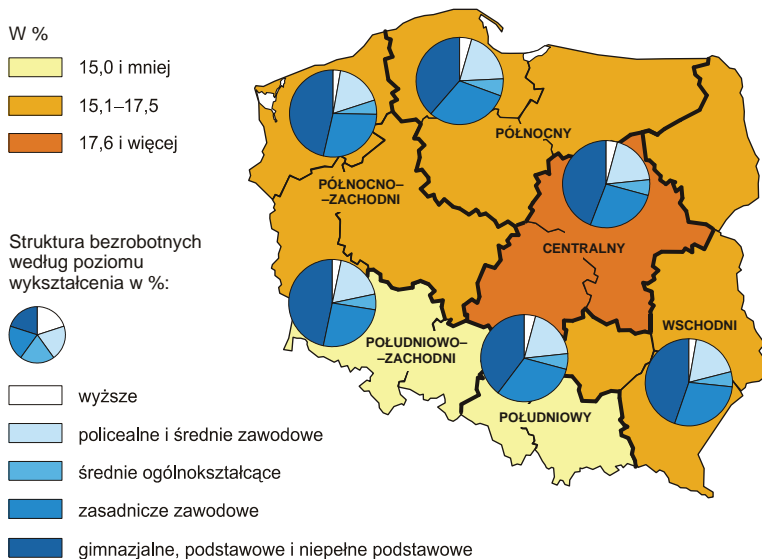 W %
15,0 i mniej
15,1–17,5
17,6 i więcej
Struktura bezrobotnych
według poziomu
wykształcenia w %:
wyższe
policealne i średnie zawodowe
średnie ogólnokształcące
zasadnicze zawodowe
gimnazjalne, podstawowe i niepełne podstawowe
PÓŁNOCNY
PÓŁNOCNO–
–ZACHODNI
CENTRALNY
WSCHODNI
POŁUDNIOWO–
–ZACHODNI
POŁUDNIOWY